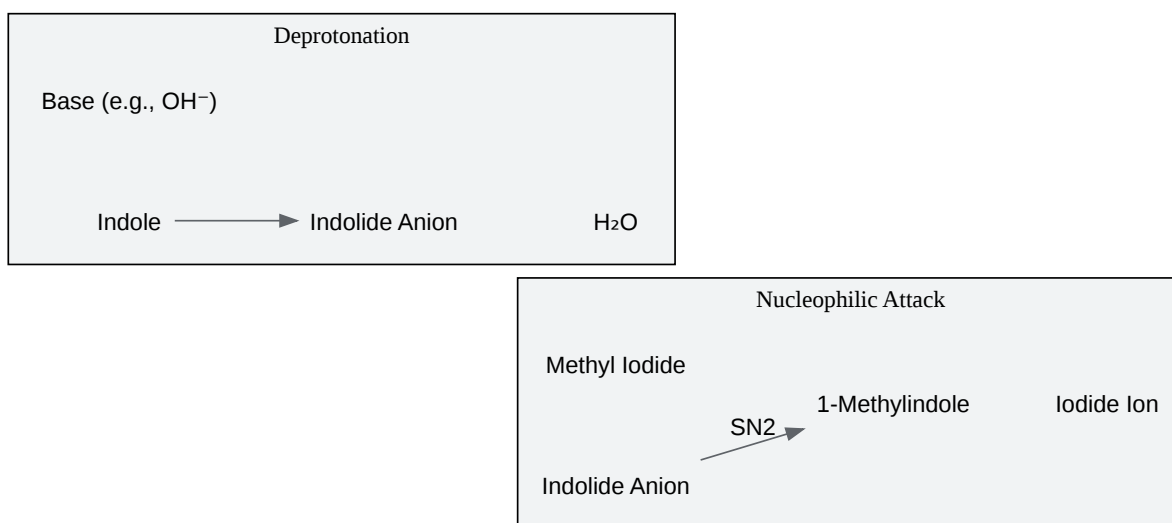 Deprotonation
Base (e.g., OH⁻)
Indole
Indolide Anion
H₂O
Nucleophilic Attack
Methyl Iodide
1-Methylindole
Iodide Ion
SN2
Indolide Anion